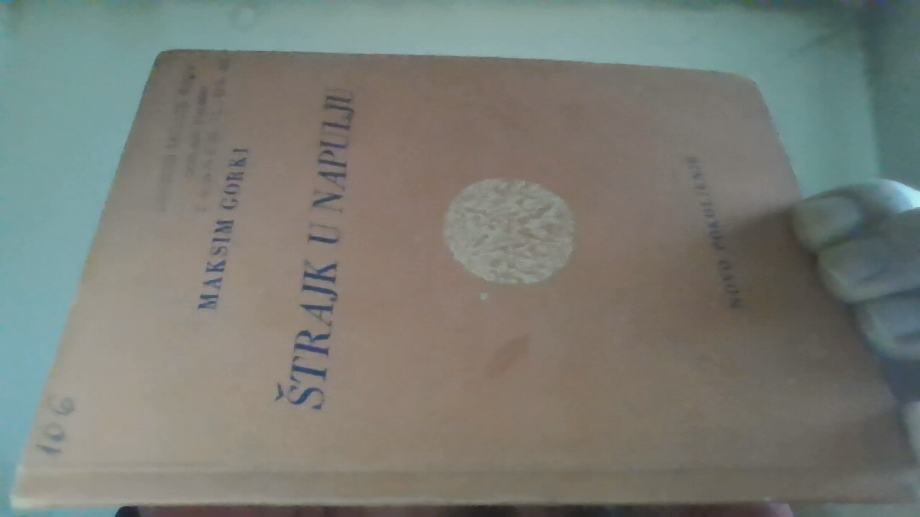 MAKSIM GORKI
ŠTRAJK U NAPULJU
NOVO POKOLJENJE
106